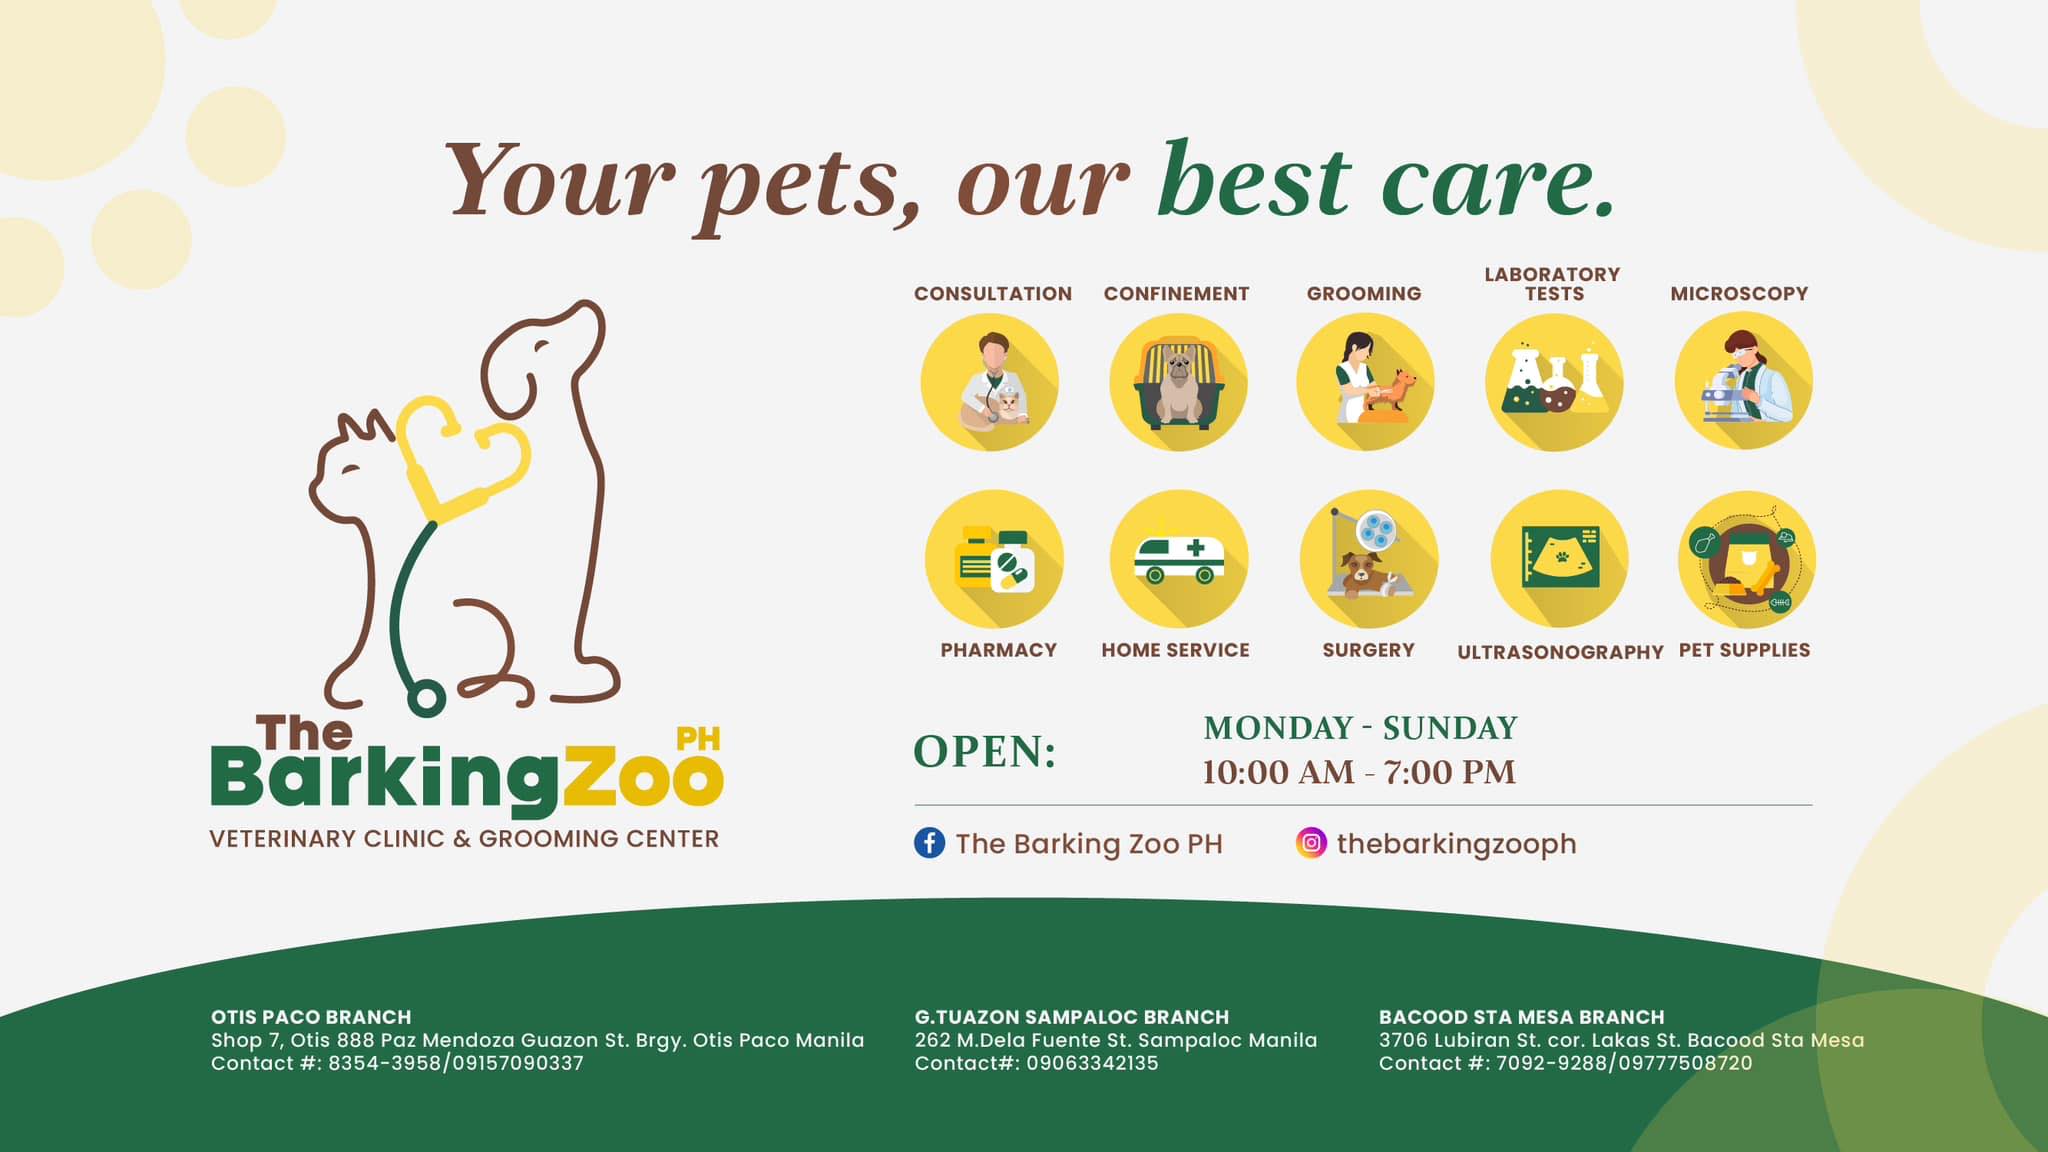 Your pets, our best care.
CONSULTATION
CONFINEMENT
GROOMING
LABORATORY
TESTS
MICROSCOPY
PHARMACY
HOME SERVICE
SURGERY
ULTRASONOGRAPHY
PET SUPPLIES
The
BarkingZoo PH
VETERINARY CLINIC & GROOMING CENTER
OPEN:
MONDAY - SUNDAY
10:00 AM - 7:00 PM
The Barking Zoo PH
thebarkingzooph
OTIS PACO BRANCH
Shop 7, Otis 888 Paz Mendoza Guazon St. Brgy. Otis Paco Manila
Contact #: 8354-3958/09157090337
G.TUAZON SAMPALOC BRANCH
262 M.Dela Fuente St. Sampaloc Manila
Contact#: 09063342135
BACOOD STA MESA BRANCH
3706 Lubiran St. cor. Lakas St. Bacood Sta Mesa
Contact #: 7092-9288/09777508720